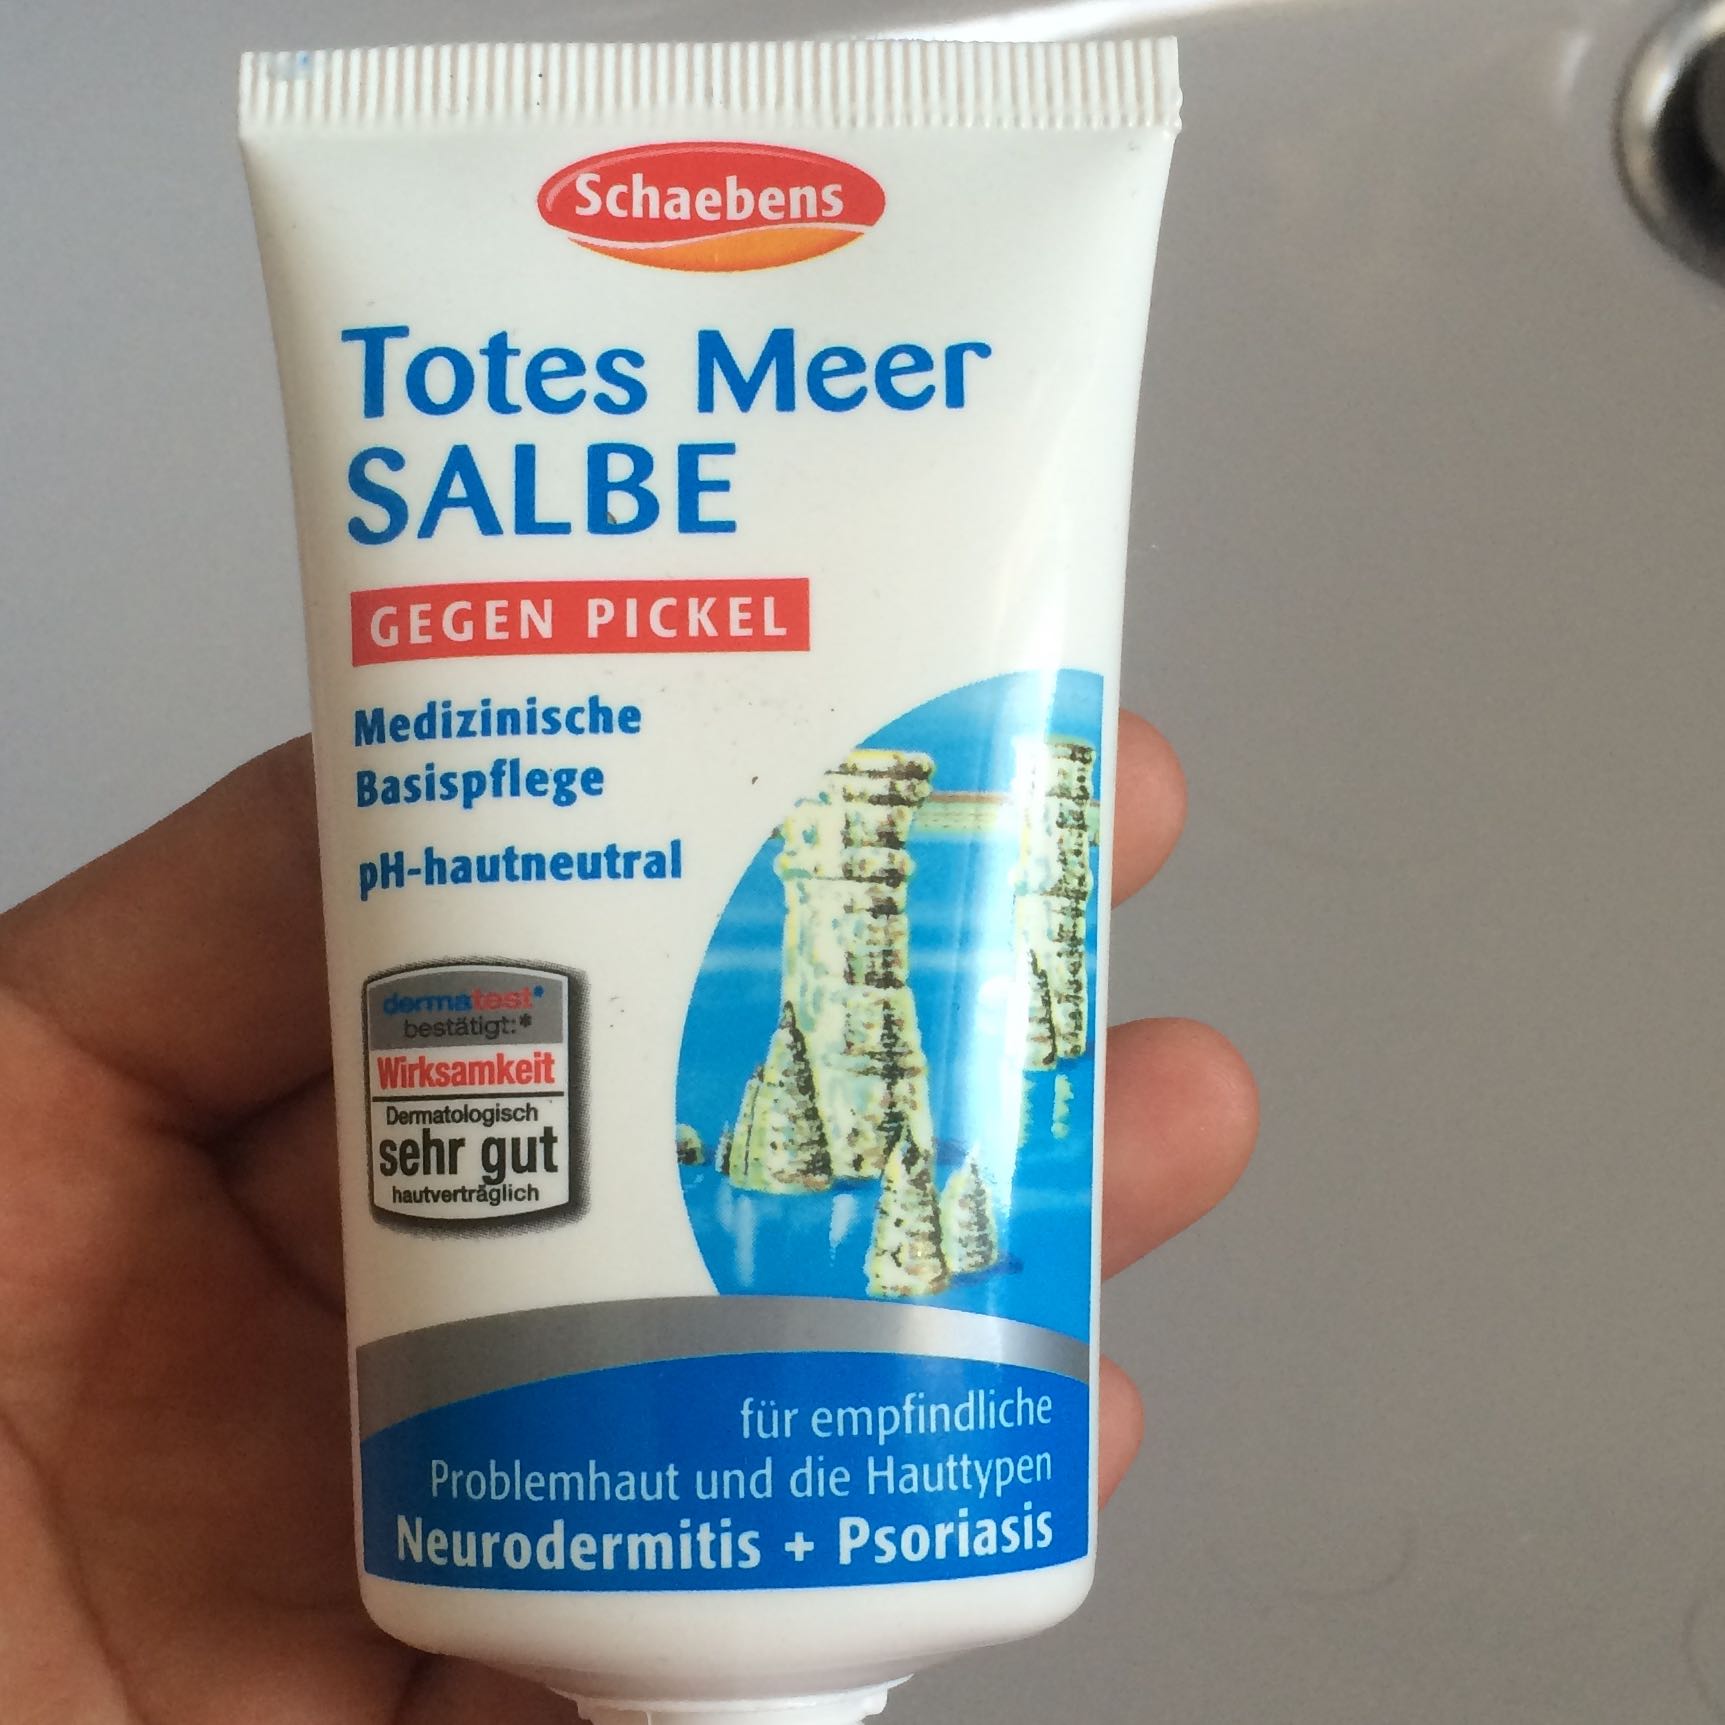 Schaebens
Totes Meer
SALBE
GEGEN PICKEL
Medizinische
Basispflege
pH-hautneutral
dermatest*
bestätigt:*
Wirksamkeit
Dermatologisch
sehr gut
hautverträglich
für empfindliche
Problemhaut und die Hauttypen
Neurodermitis + Psoriasis